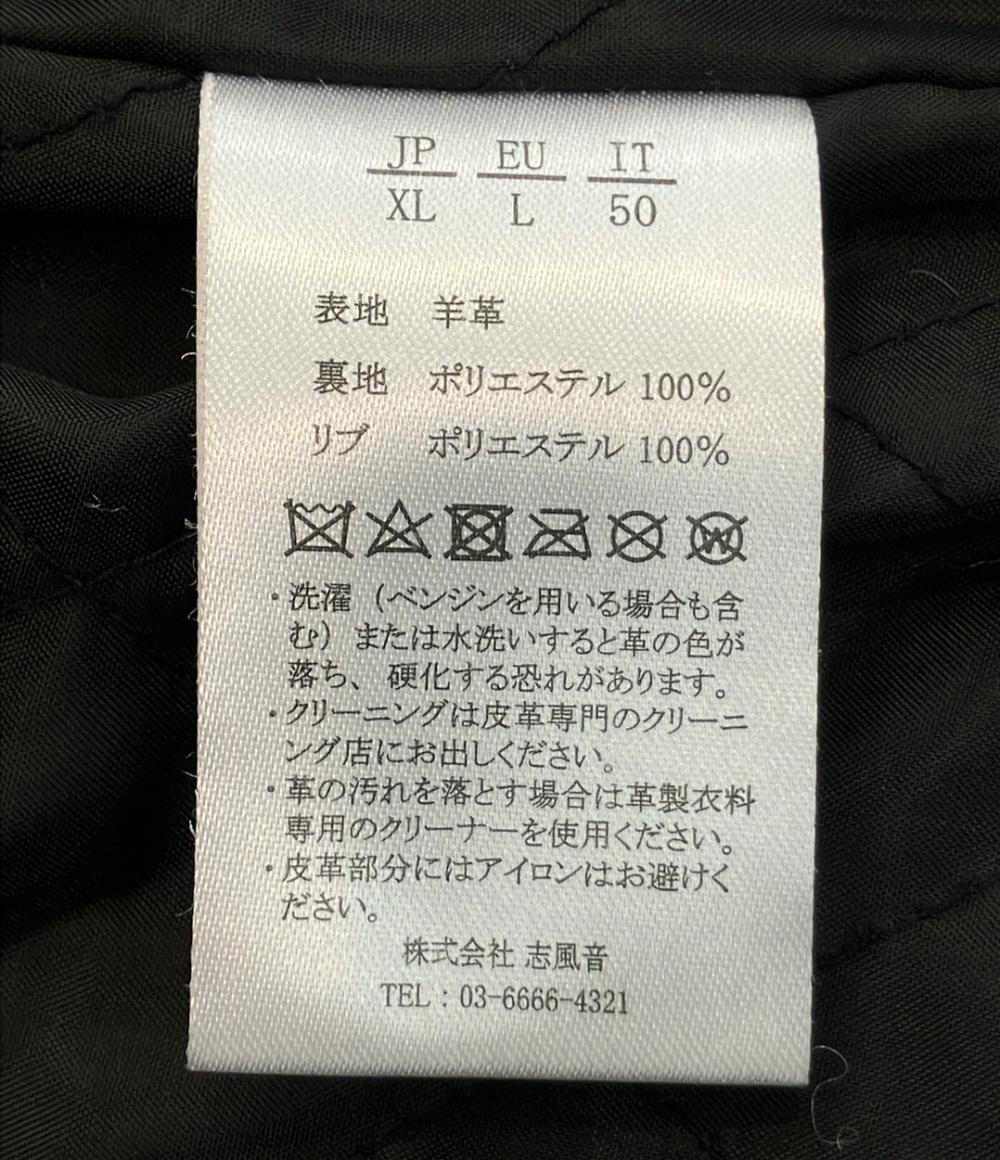 JP EU IT
XL L 50
表地 羊革
裏地 ポリエステル 100%
リブ ポリエステル 100%
W
・洗濯（ベンジンを用いる場合も含
む）または水洗いすると革の色が
落ち、硬化する恐れがあります。
・クリーニングは皮革専門のクリーニ
ング店にお出しください。
・革の汚れを落とす場合は革製衣料
専用のクリーナーを使用ください。
・皮革部分にはアイロンはお避けく
ださい。
株式会社 志風音
TEL：03-6666-4321